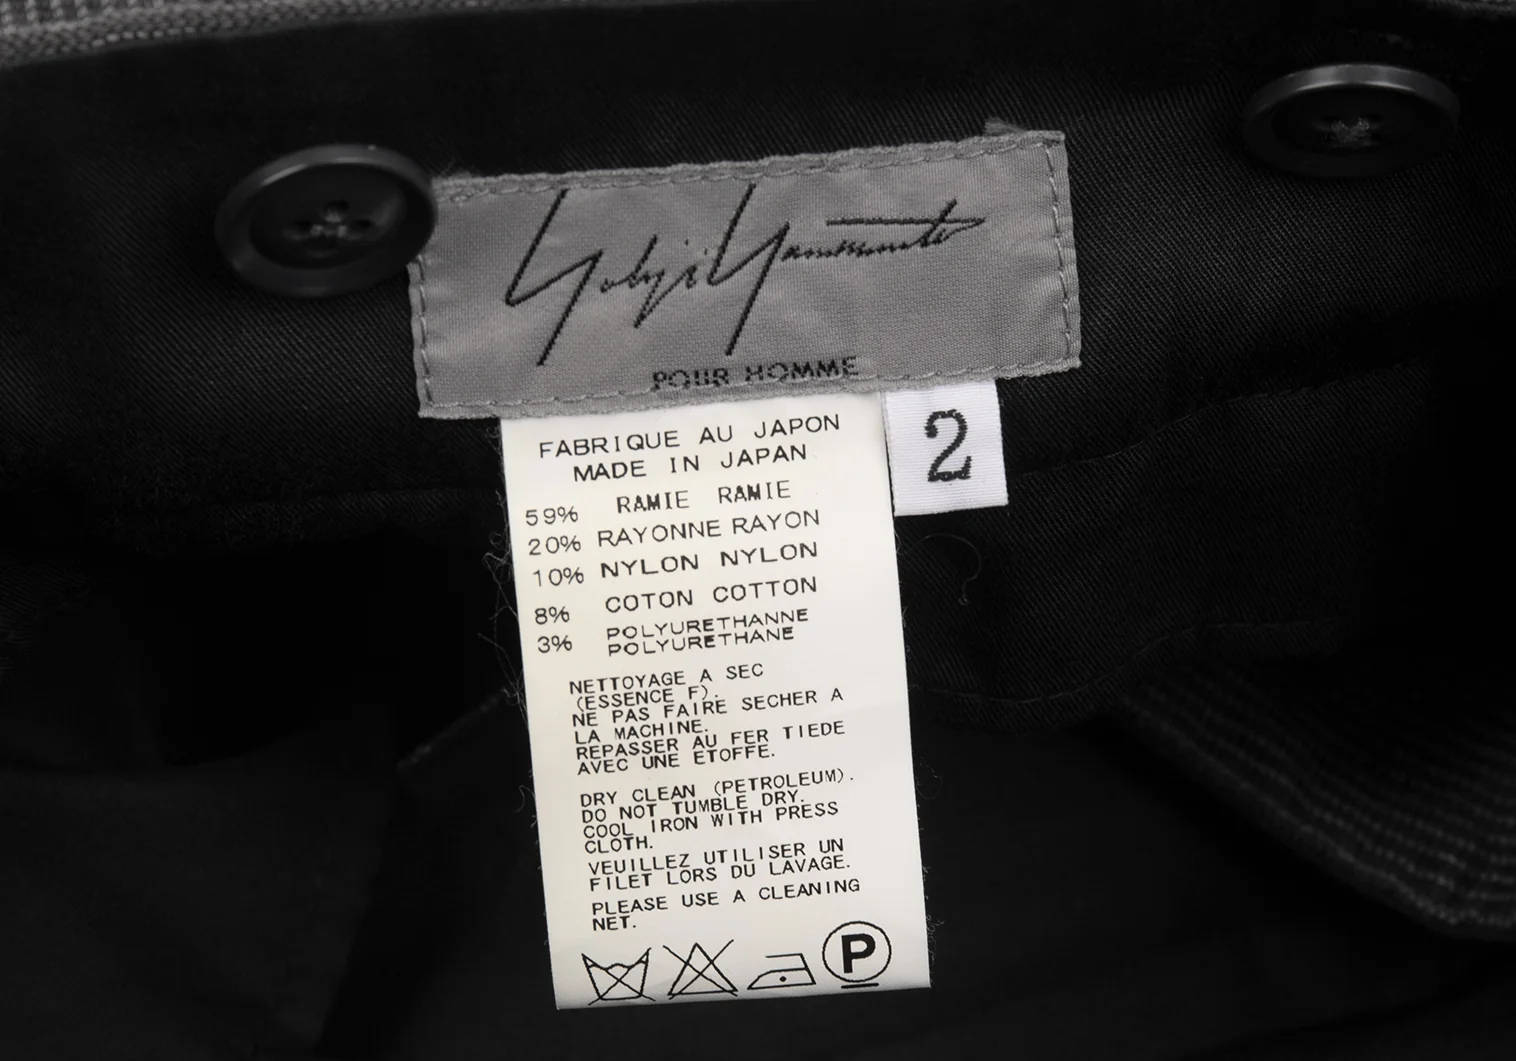 Yohji Yamamoto
POUR HOMME
2
FABRIQUE AU JAPON
MADE IN JAPAN
59% RAMIE RAMIE
20% RAYONNE RAYON
10% NYLON NYLON
8% COTON COTTON
3% POLYURETHANNE
POLYURETHANE
NETTOYAGE A SEC
(ESSENCE F).
NE PAS FAIRE SECHER A
LA MACHINE.
REPASSER AU FER TIEDE
AVEC UNE ETOFFE.
DRY CLEAN (PETROLEUM).
DO NOT TUMBLE DRY.
COOL IRON WITH PRESS
CLOTH.
VEUILLEZ UTILISER UN
FILET LORS DU LAVAGE.
PLEASE USE A CLEANING
NET.
P